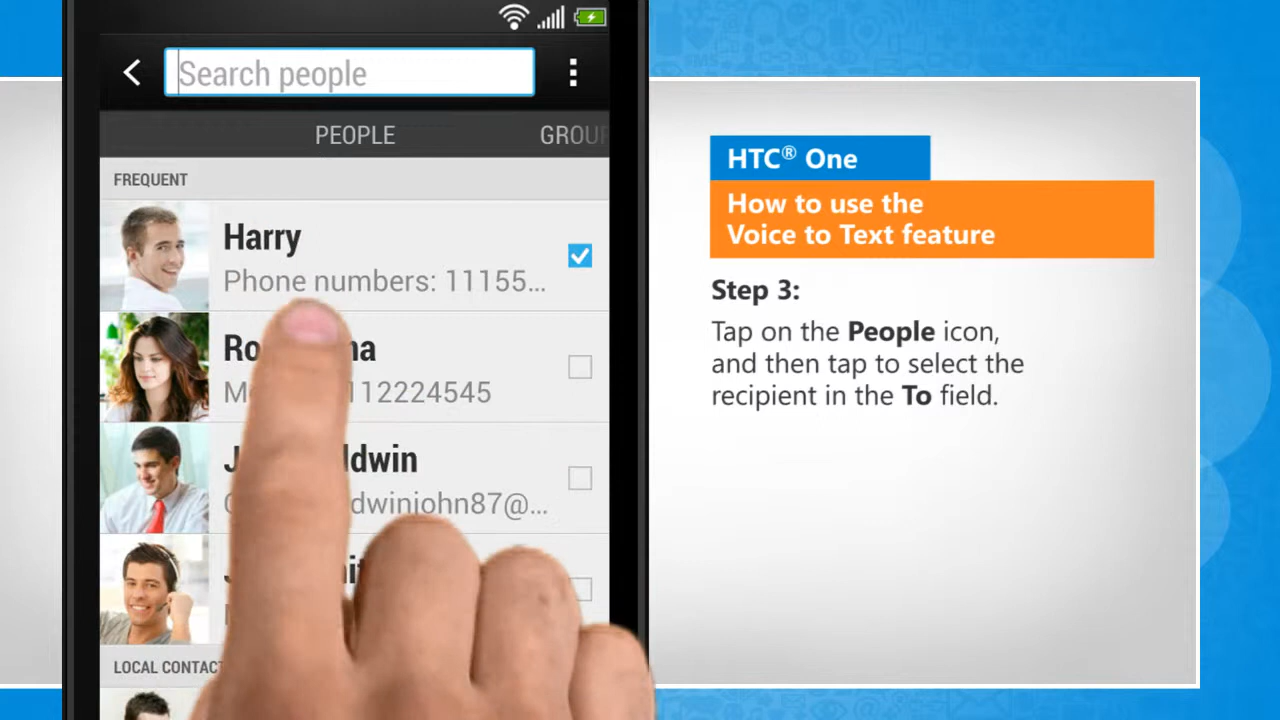 Search people
PEOPLE
GROU
FREQUENT
Harry
Phone numbers: 11155...
112224545
ldwin
dwinjohn87@...
LOCAL CONTAC
HTC® One
How to use the
Voice to Text feature
Step 3:
Tap on the People icon,
and then tap to select the
recipient in the To field.